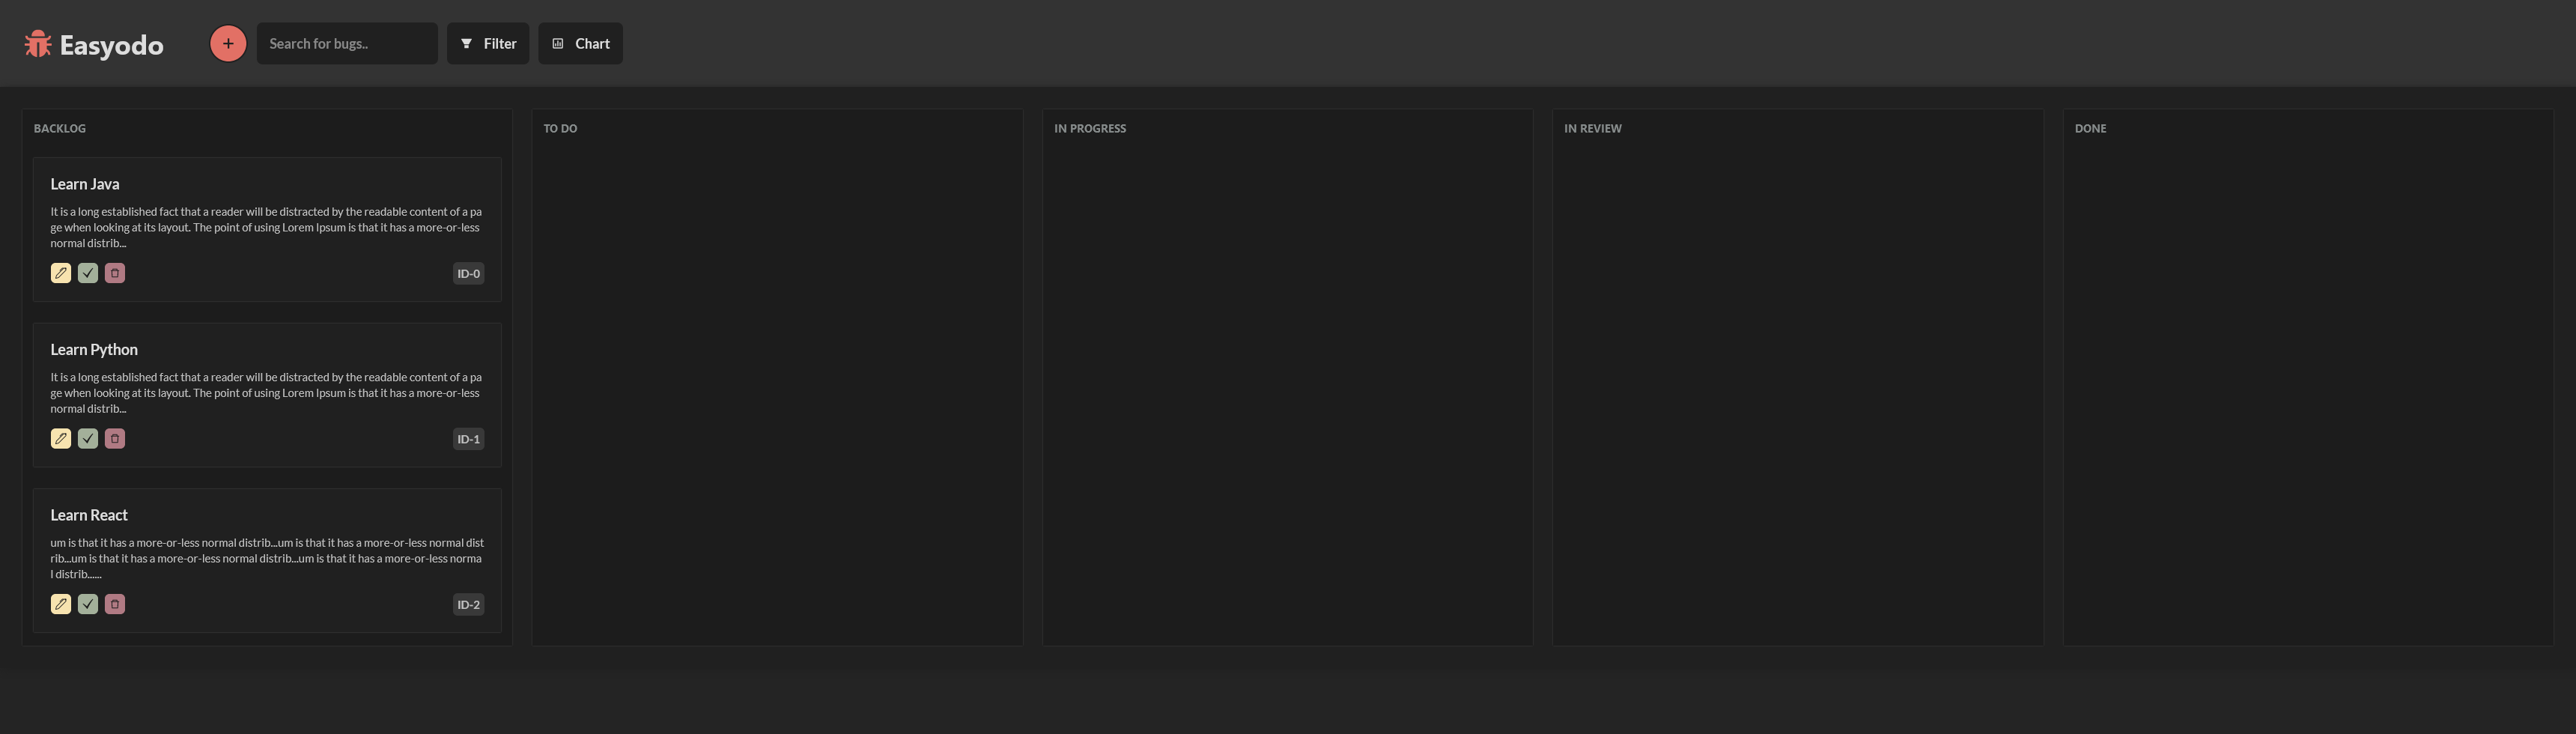 Easyodo
Search for bugs..
Filter
Chart
BACKLOG
Learn Java
It is a long established fact that a reader will be distracted by the readable content of a pa
ge when looking at its layout. The point of using Lorem Ipsum is that it has a more-or-less
normal distrib...
ID-0
Learn Python
It is a long established fact that a reader will be distracted by the readable content of a pa
ge when looking at its layout. The point of using Lorem Ipsum is that it has a more-or-less
normal distrib...
ID-1
Learn React
um is that it has a more-or-less normal distrib...um is that it has a more-or-less normal dist
rib...um is that it has a more-or-less normal distrib...um is that it has a more-or-less norma
l distrib......
ID-2
TO DO
IN PROGRESS
IN REVIEW
DONE